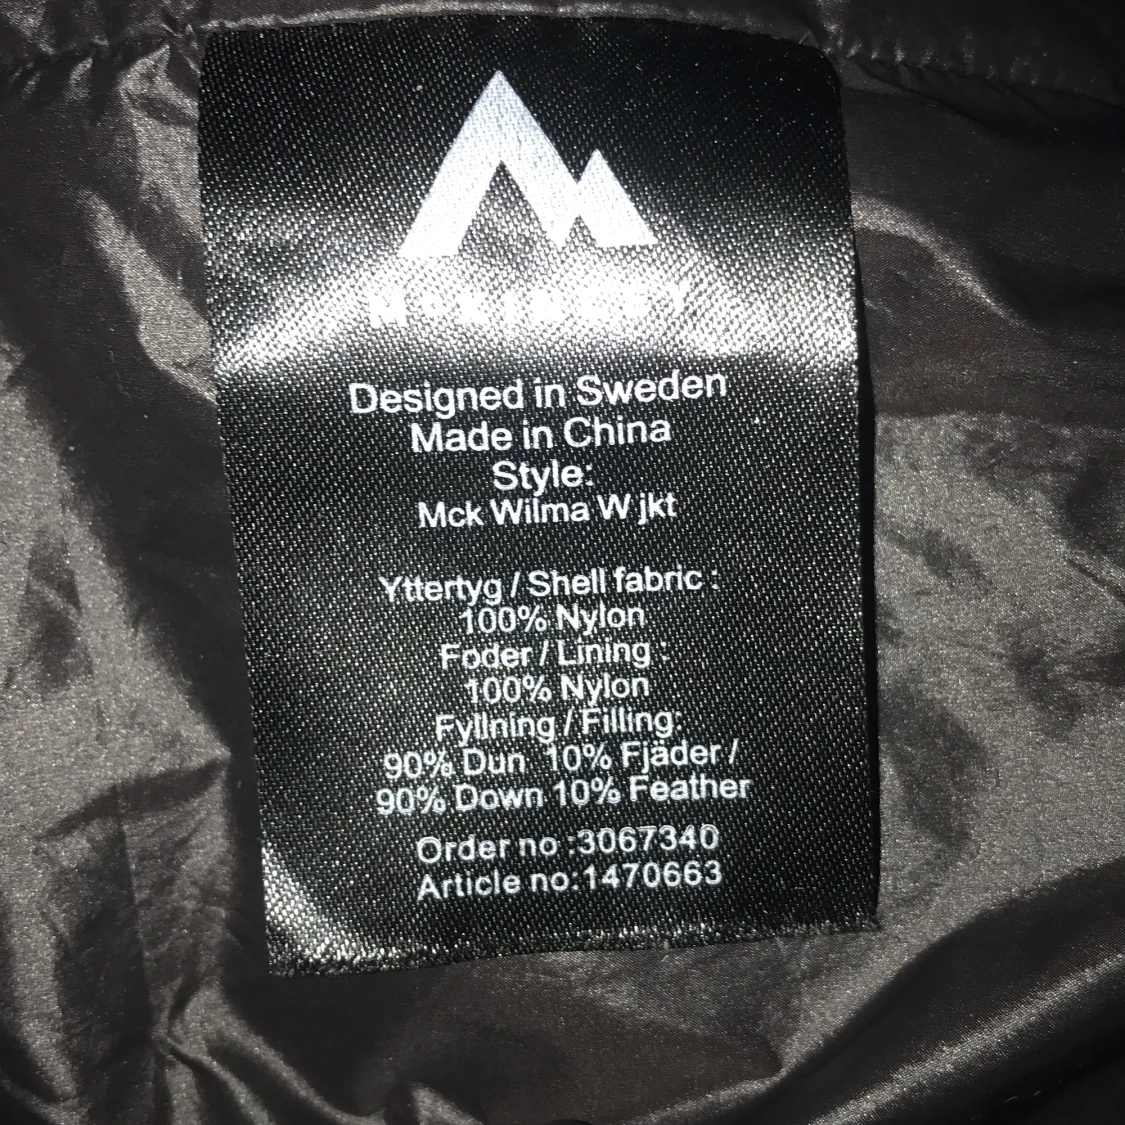 McKINLEY
Designed in Sweden
Made in China
Style:
Mck Wilma W jkt
Yttertyg / Shell fabric :
100% Nylon
Foder / Lining :
100% Nylon
Fyllning / Filling:
90% Dun 10% Fjäder /
90% Down 10% Feather
Order no :3067340
Article no:1470663